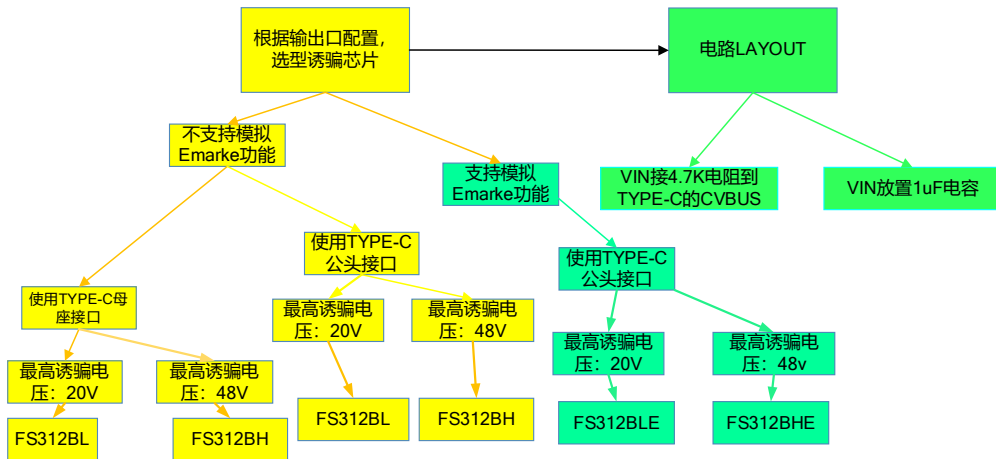 根据输出口配置，
选型诱骗芯片
电路LAYOUT
不支持模拟
Emarke功能
支持模拟
Emarke功能
VIN接4.7K电阻到
TYPE-C的CVBUS
VIN放置1uF电容
使用TYPE-C
公头接口
使用TYPE-C
公头接口
使用TYPE-C母
座接口
最高诱骗电
压：20V
最高诱骗电
压：48V
最高诱骗电
压：20V
最高诱骗电
压：48v
最高诱骗电
压：20V
最高诱骗电
压：48V
FS312BL
FS312BH
FS312BLE
FS312BHE
FS312BL
FS312BH